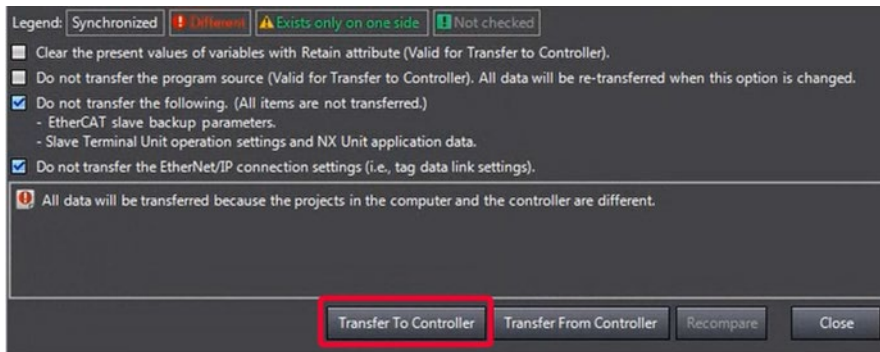 Legend: Synchronized Different Exists only on one side Not checked
Clear the present values of variables with Retain attribute (Valid for Transfer to Controller).
Do not transfer the program source (Valid for Transfer to Controller). All data will be re-transferred when this option is changed.
Do not transfer the following. (All items are not transferred.)
- EtherCAT slave backup parameters.
- Slave Terminal Unit operation settings and NX Unit application data.
Do not transfer the EtherNet/IP connection settings (i.e., tag data link settings).
All data will be transferred because the projects in the computer and the controller are different.
Transfer To Controller Transfer From Controller Recompare Close